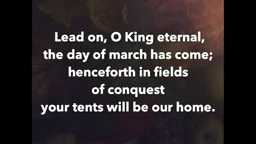 Lead on, O King eternal,
the day of march has come;
henceforth in fields
of conquest
your tents will be our home.